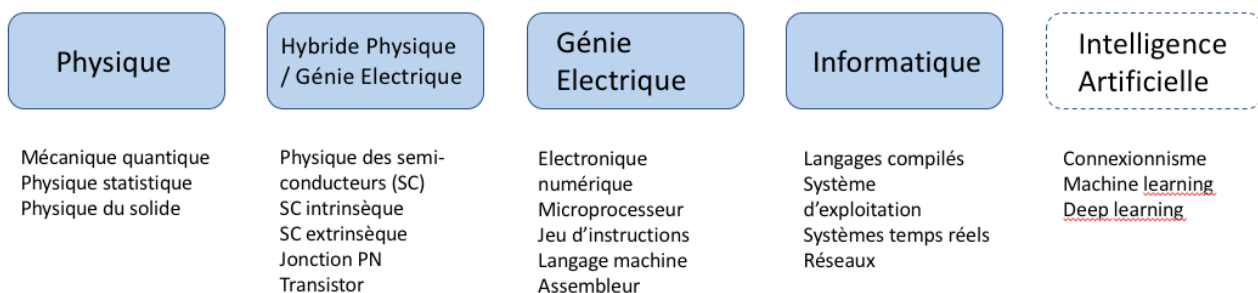 Physique
Hybride Physique
/ Génie Electrique
Génie
Electrique
Informatique
Intelligence
Artificielle
Mécanique quantique
Physique statistique
Physique du solide
Physique des semi-
conducteurs (SC)
SC intrinsèque
SC extrinsèque
Jonction PN
Transistor
Electronique
numérique
Microprocesseur
Jeu d'instructions
Langage machine
Assembleur
Langages compilés
Système
d'exploitation
Systèmes temps réels
Réseaux
Connexionnisme
Machine learning
Deep learning